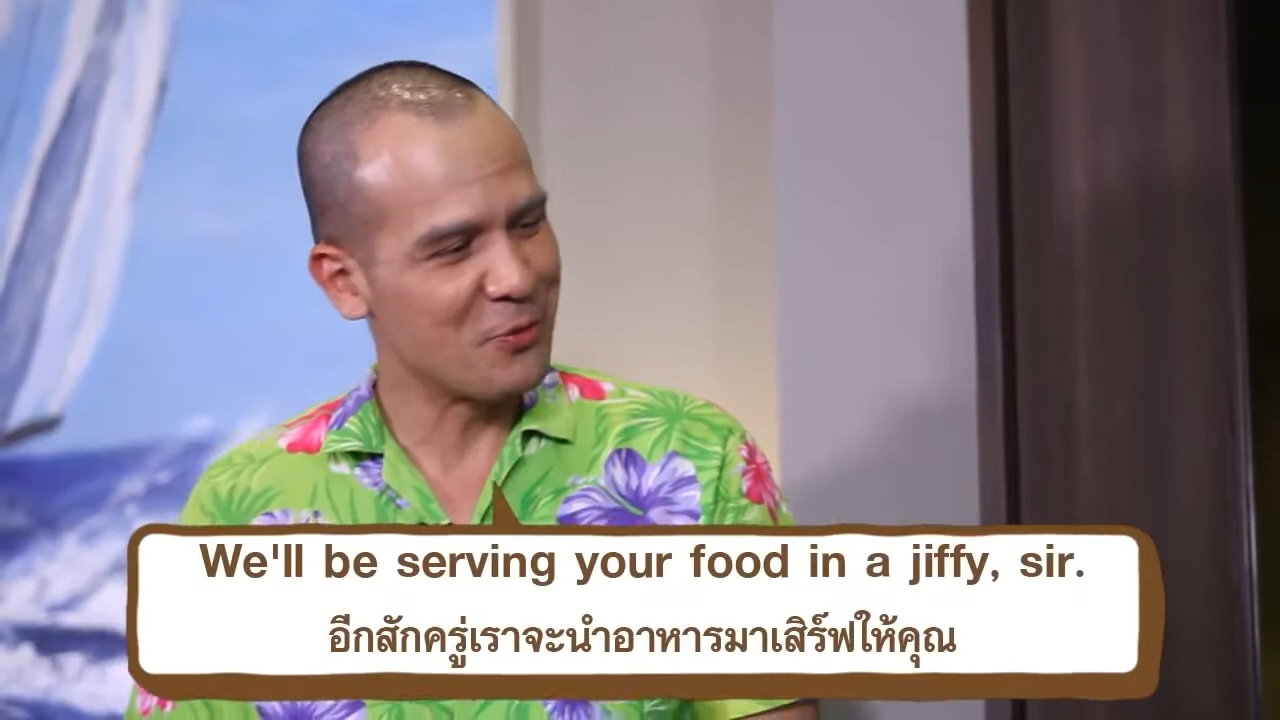 We'll be serving your food in a jiffy, sir.
อีกสักครู่เราจะนำอาหารมาเสิร์ฟให้คุณ